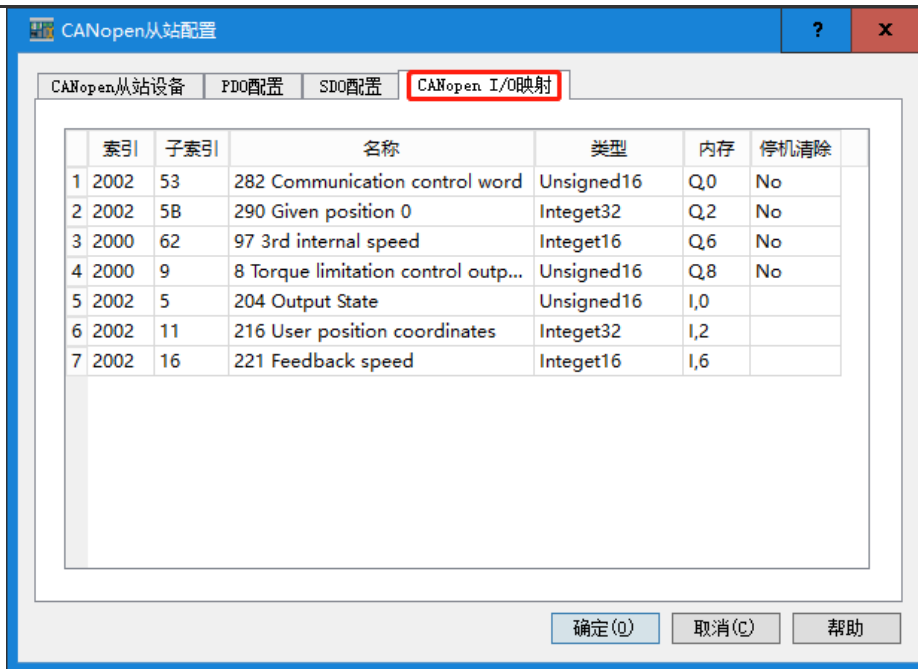 CANopen从站配置 ? x
CANopen从站设备 PDO配置 SDO配置 CANopen I/O映射
索引 子索引 名称 类型 内存 停机清除
1 2002 53 282 Communication control word Unsigned16 Q,0 No
2 2002 5B 290 Given position 0 Integet32 Q,2 No
3 2000 62 97 3rd internal speed Integet16 Q,6 No
4 2000 9 8 Torque limitation control outp... Unsigned16 Q,8 No
5 2002 5 204 Output State Unsigned16 I,0
6 2002 11 216 User position coordinates Integet32 I,2
7 2002 16 221 Feedback speed Integet16 I,6
确定(O) 取消(C) 帮助